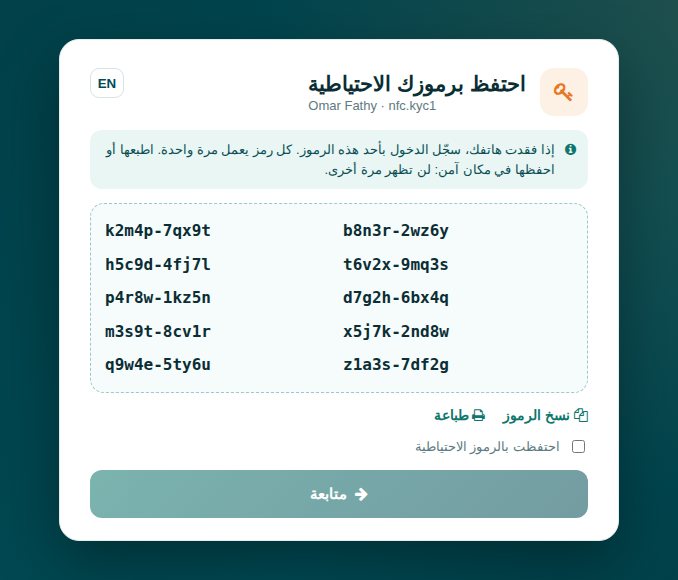 احتفظ برموزك الاحتياطية
EN
Omar Fathy · nfc.kyc1
إذا فقدت هاتفك، سجّل الدخول بأحد هذه الرموز. كل رمز يعمل مرة واحدة. اطبعها أو
احفظها في مكان آمن: لن تظهر مرة أخرى.
k2m4p-7qx9t b8n3r-2wz6y
h5c9d-4fj7l t6v2x-9mq3s
p4r8w-1kz5n d7g2h-6bx4q
m3s9t-8cv1r x5j7k-2nd8w
q9w4e-5ty6u z1a3s-7df2g
نسخ الرموز طباعة
احتفظت بالرموز الاحتياطية
متابعة